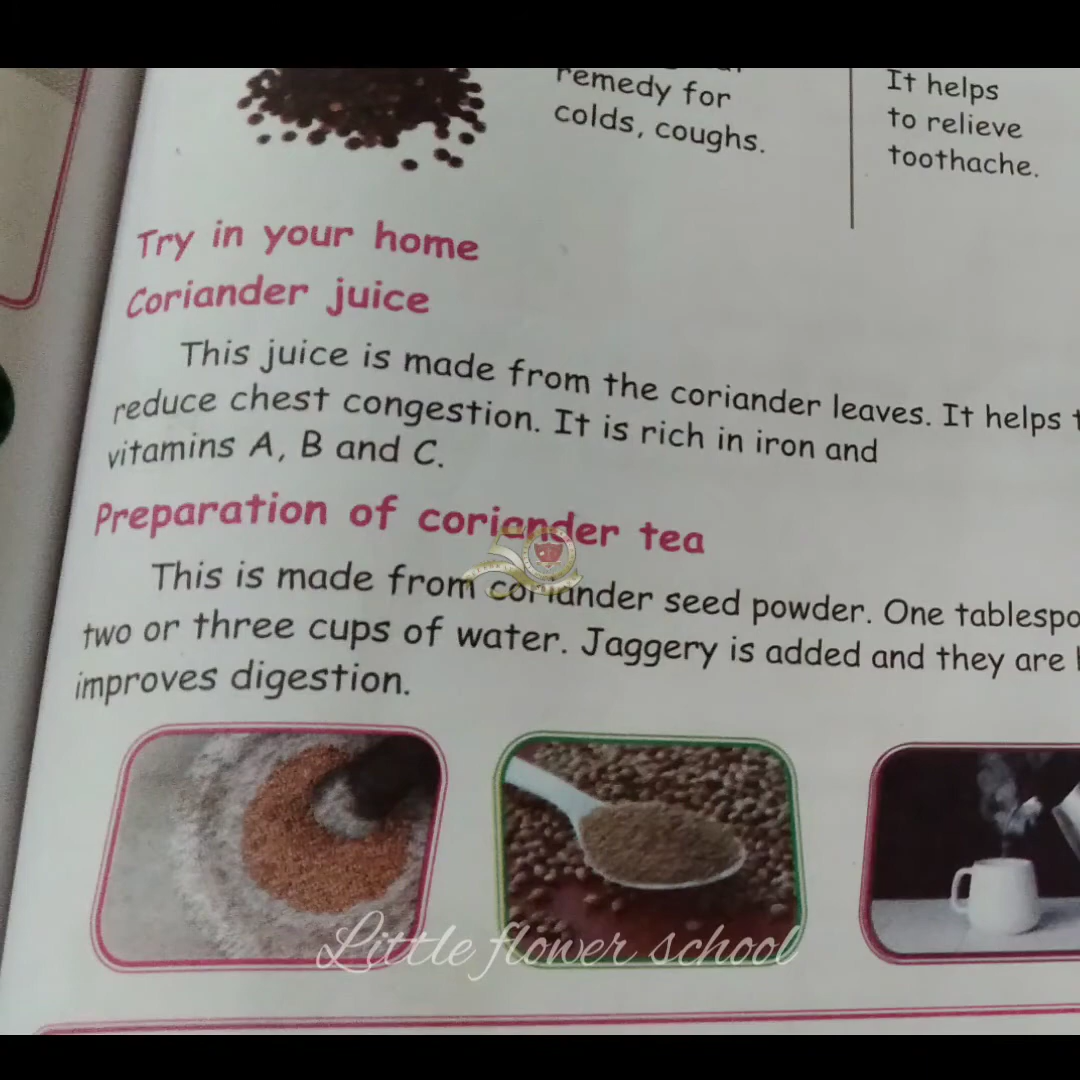 remedy for
colds, coughs.
It helps
to relieve
toothache.
Try in your home
Coriander juice
This juice is made from the coriander leaves. It helps
reduce chest congestion. It is rich in iron and
vitamins A, B and C.
Preparation of coriander tea
This is made from coriander seed powder. One
two or three cups of water. Jaggery is added and they are
improves digestion.
Little flower school